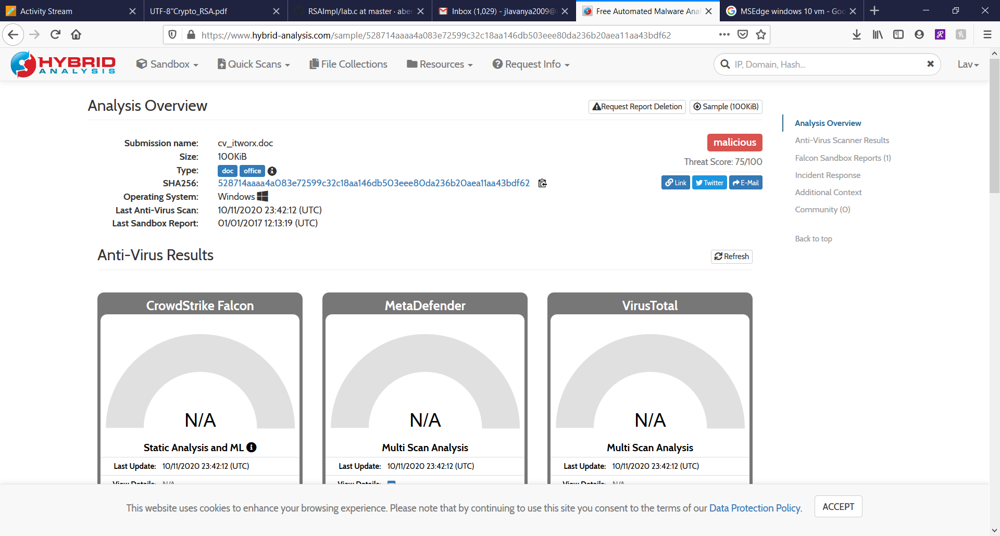 Activity Stream
UTF-8''Crypto_RSA.pdf
RSAImpl/lab.c at master · aber
Inbox (1,029) - jlavanya2009@
Free Automated Malware Ana
MSEdge windows 10 vm - Goo
https://www.hybrid-analysis.com/sample/528714aaaa4a083e72599c32c18aa146db503eee80da236b20aea11aa43bdf62
HYBRID
ANALYSIS
Sandbox
Quick Scans
File Collections
Resources
Request Info
IP, Domain, Hash...
Lav
Analysis Overview
Request Report Deletion
Sample (100KiB)
Submission name: cv_itworx.doc
Size: 100KiB
Type: doc office
SHA256: 528714aaaa4a083e72599c32c18aa146db503eee80da236b20aea11aa43bdf62
Operating System: Windows
Last Anti-Virus Scan: 10/11/2020 23:42:12 (UTC)
Last Sandbox Report: 01/01/2017 12:13:19 (UTC)
malicious
Threat Score: 75/100
Link
Twitter
E-Mail
Analysis Overview
Anti-Virus Scanner Results
Falcon Sandbox Reports (1)
Incident Response
Additional Context
Community (0)
Back to top
Anti-Virus Results
Refresh
CrowdStrike Falcon
N/A
Static Analysis and ML
Last Update: 10/11/2020 23:42:12 (UTC)
View Details: N/A
MetaDefender
N/A
Multi Scan Analysis
Last Update: 10/11/2020 23:42:12 (UTC)
View Details:
VirusTotal
N/A
Multi Scan Analysis
Last Update: 10/11/2020 23:42:12 (UTC)
View Details: N/A
This website uses cookies to enhance your browsing experience. Please note that by continuing to use this site you consent to the terms of our Data Protection Policy.
ACCEPT